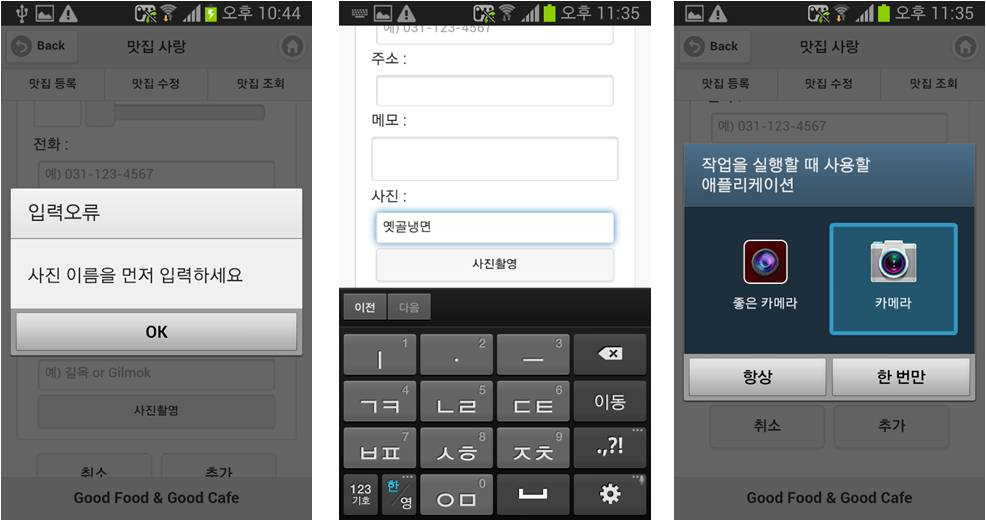 오후 10:44
Back
맛집 사랑
맛집 등록
맛집 수정
맛집 조회
전화 :
예) 031-123-4567
입력오류
사진 이름을 먼저 입력하세요
OK
예) 길목 or Gilmok
사진촬영
취소
추가
Good Food & Good Cafe
오후 11:35
예) 031-123-4567
주소 :
메모 :
사진 :
옛골냉면
사진촬영
이전
다음
ㅣ 1
· 2
ㅡ 3
ㄱㅋ 4
ㄴㄹ 5
ㄷㅌ 6
이동
ㅂㅍ 7
ㅅㅎ 8
ㅈㅊ 9
.,?!
123
기호
한/영
ㅇㅁ 0
오후 11:35
Back
맛집 사랑
맛집 등록
맛집 수정
맛집 조회
예) 031-123-4567
작업을 실행할 때 사용할
애플리케이션
좋은 카메라
카메라
항상
한 번만
취소
추가
Good Food & Good Cafe